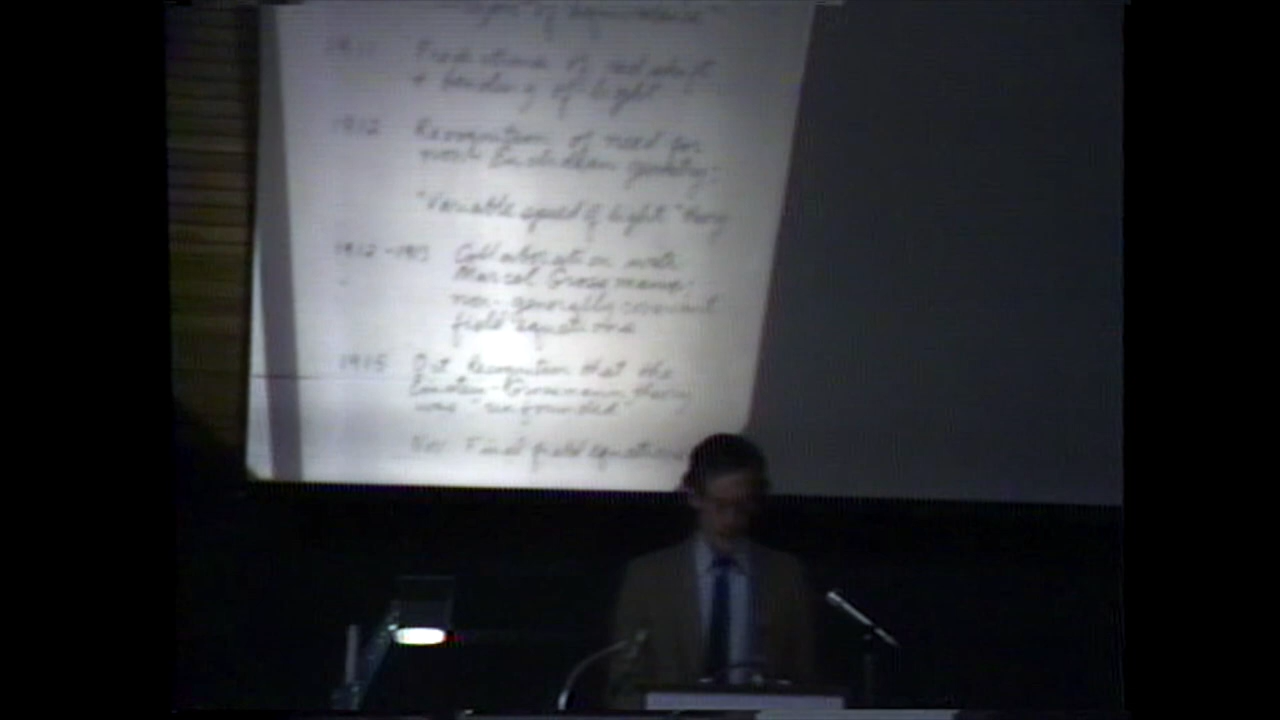 1911 Predictions of red shift
+ bending of light
1912 Recognition of need for
non-Euclidean geometry;
"Variable speed of light" theory
1912-1913 Collaboration with
Marcel Grossmann:
non-generally covariant
field equations
1915 Oct Recognition that the
Einstein-Grossmann theory
was "unfounded"
Nov Final field equations